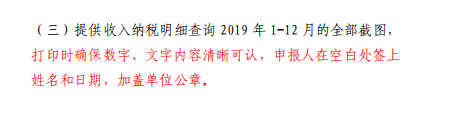 （三）提供收入纳税明细查询 2019 年 1-12 月的全部截图，
打印时确保数字、文字内容清晰可认，申报人在空白处签上
姓名和日期，加盖单位公章。